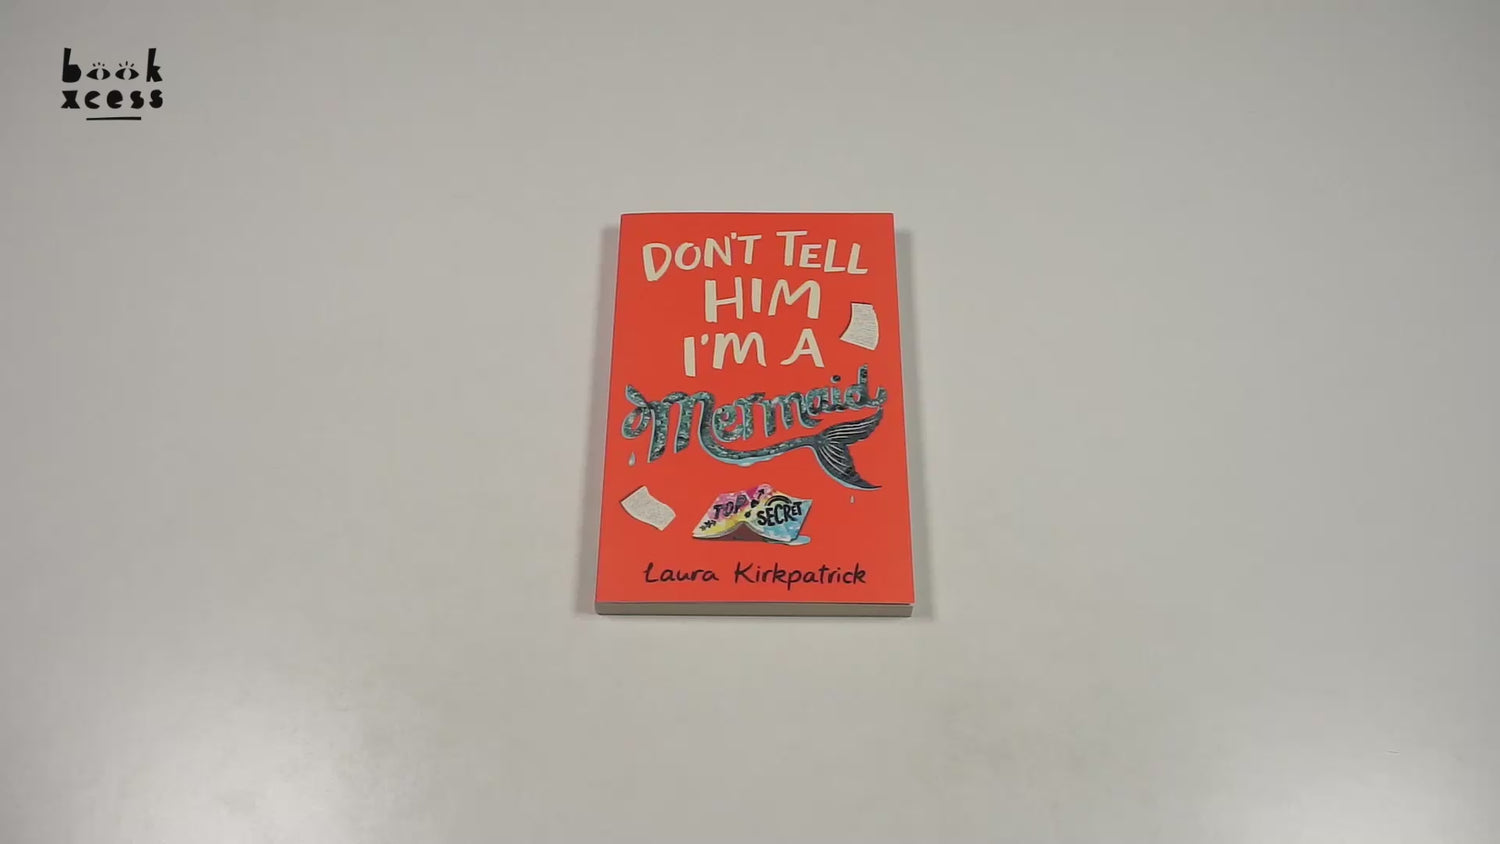 book
xcess
DON'T TELL
HIM
I'M A
Mermaid
TOP
SECRET
Laura Kirkpatrick